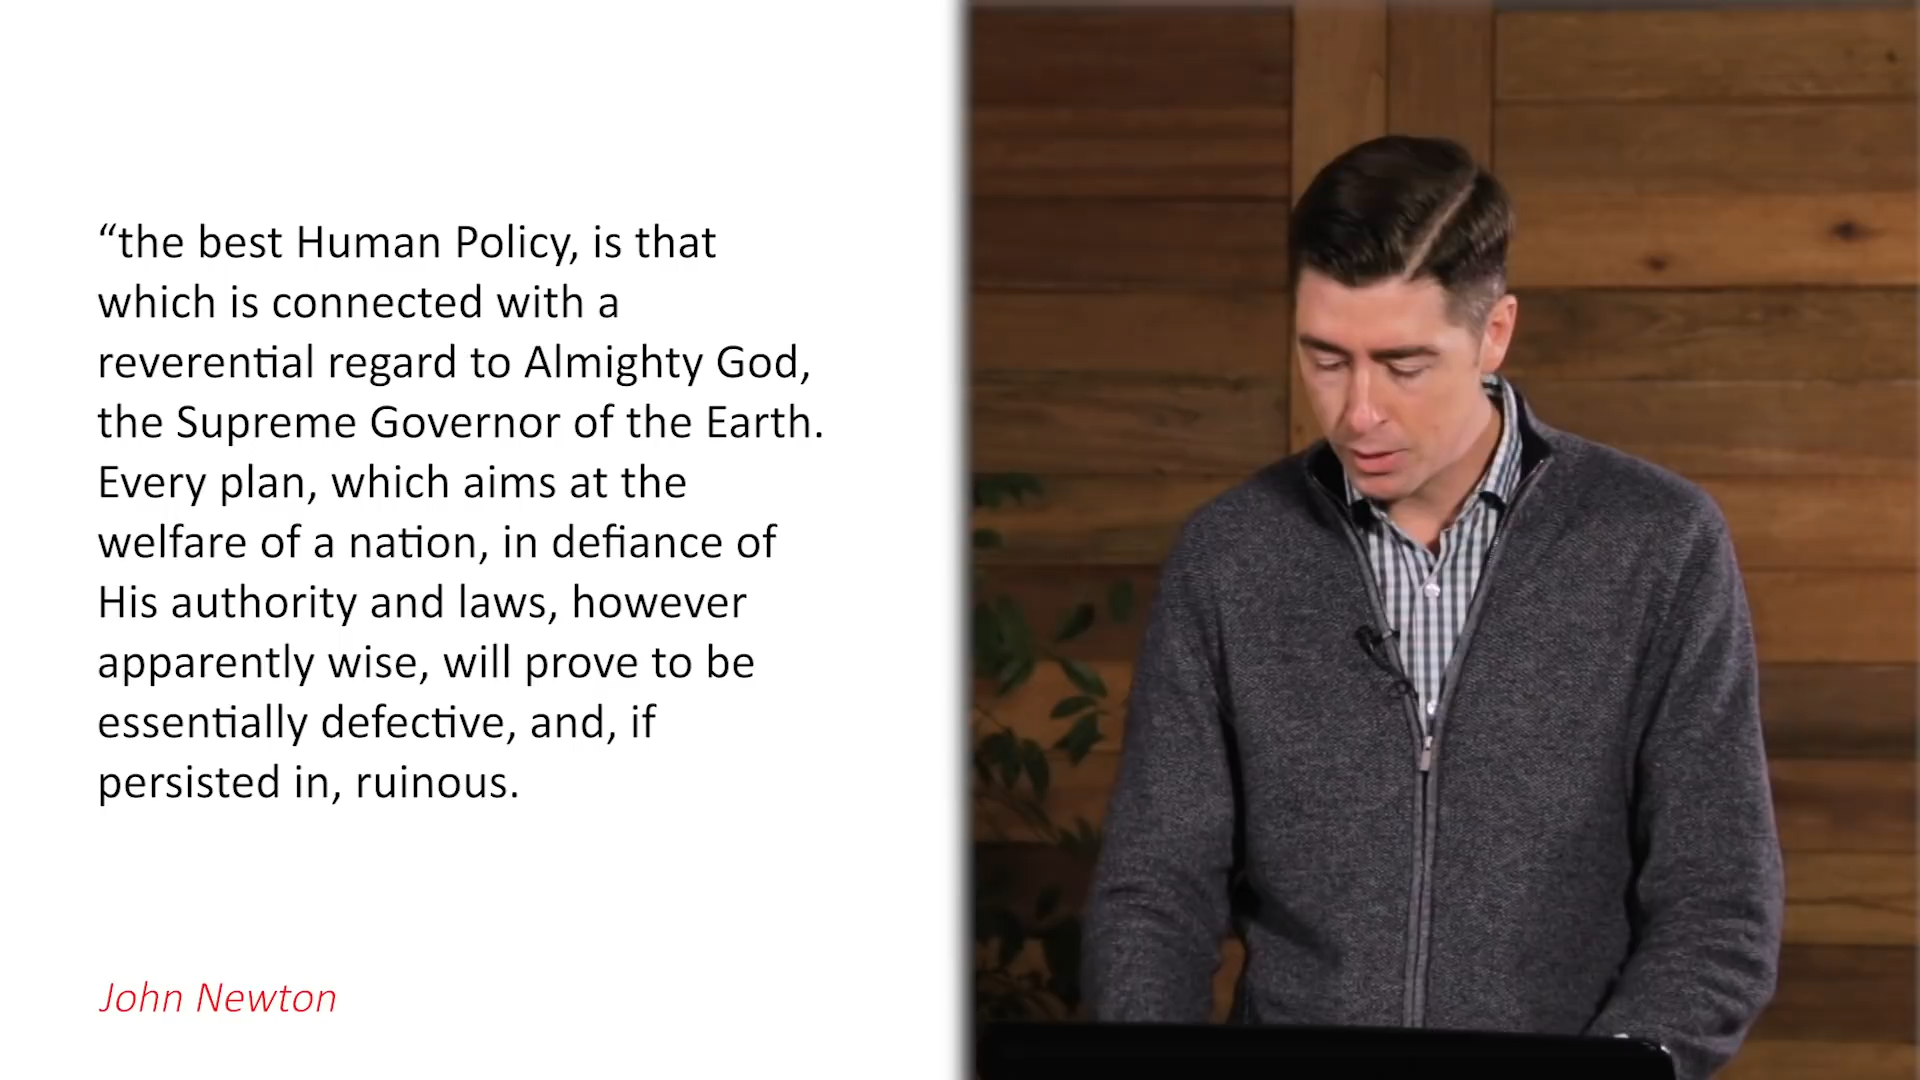 “the best Human Policy, is that
which is connected with a
reverential regard to Almighty God,
the Supreme Governor of the Earth.
Every plan, which aims at the
welfare of a nation, in defiance of
His authority and laws, however
apparently wise, will prove to be
essentially defective, and, if
persisted in, ruinous.
John Newton